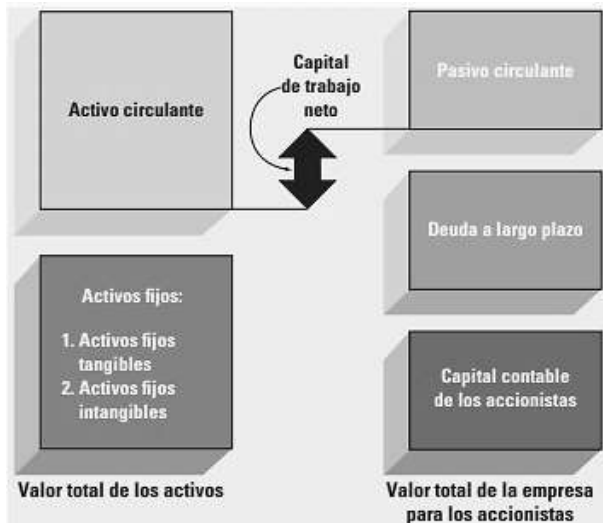 Activo circulante
Capital
de trabajo
neto
Pasivo circulante
Deuda a largo plazo
Activos fijos:
1. Activos fijos
tangibles
2. Activos fijos
intangibles
Capital contable
de los accionistas
Valor total de los activos
Valor total de la empresa
para los accionistas